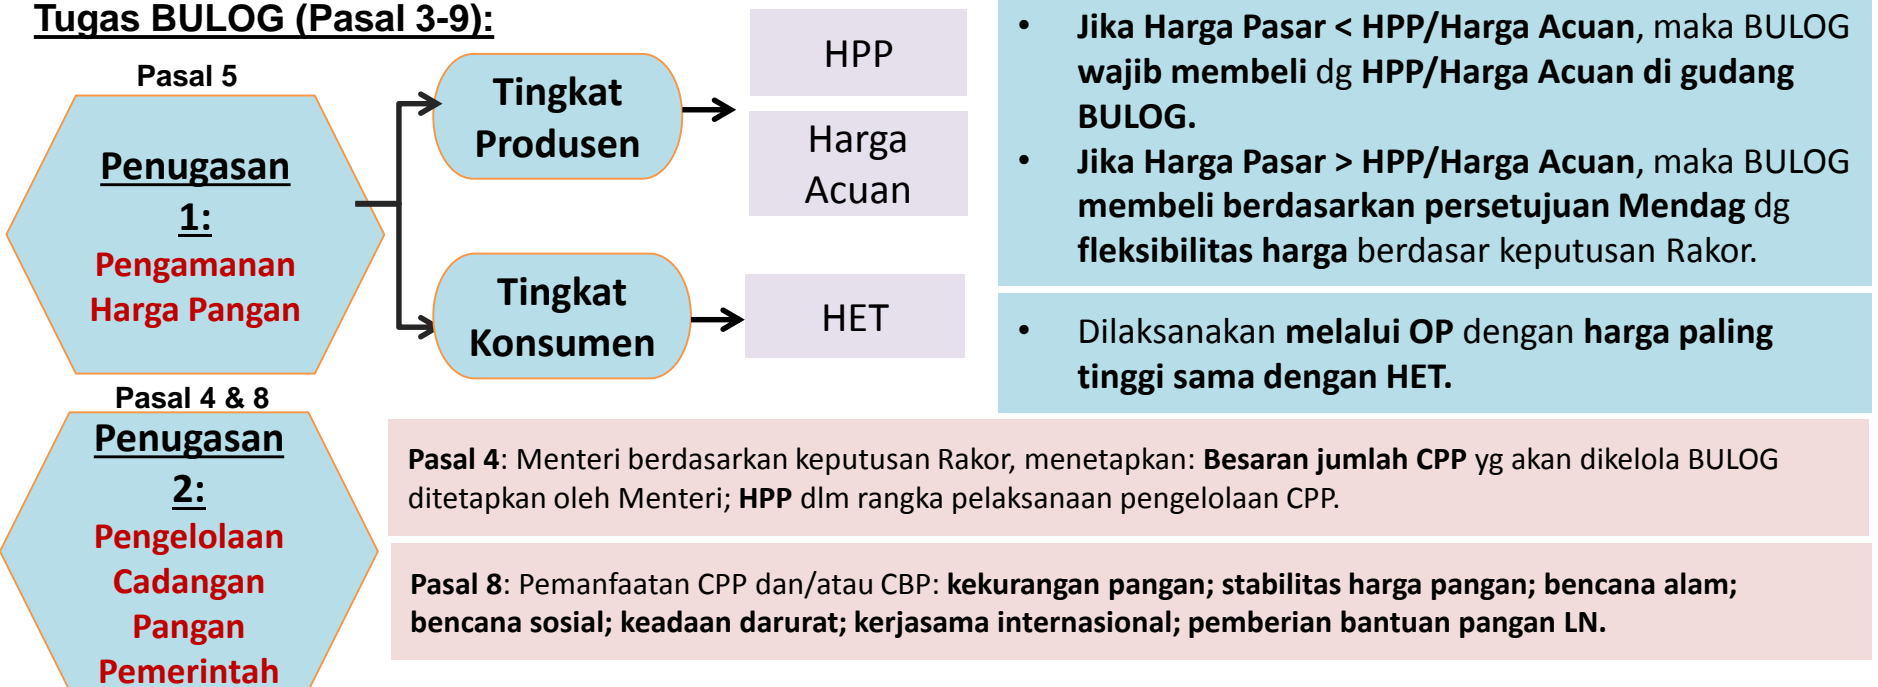 Tugas BULOG (Pasal 3-9):
Pasal 5
Penugasan
1:
Pengamanan
Harga Pangan
Tingkat
Produsen
HPP
Harga
Acuan
• Jika Harga Pasar < HPP/Harga Acuan, maka BULOG
wajib membeli dg HPP/Harga Acuan di gudang
BULOG.
• Jika Harga Pasar > HPP/Harga Acuan, maka BULOG
membeli berdasarkan persetujuan Mendag dg
fleksibilitas harga berdasar keputusan Rakor.
Tingkat
Konsumen
HET
• Dilaksanakan melalui OP dengan harga paling
tinggi sama dengan HET.
Pasal 4 & 8
Penugasan
2:
Pengelolaan
Cadangan
Pangan
Pemerintah
Pasal 4: Menteri berdasarkan keputusan Rakor, menetapkan: Besaran jumlah CPP yg akan dikelola BULOG
ditetapkan oleh Menteri; HPP dlm rangka pelaksanaan pengelolaan CPP.
Pasal 8: Pemanfaatan CPP dan/atau CBP: kekurangan pangan; stabilitas harga pangan; bencana alam;
bencana sosial; keadaan darurat; kerjasama internasional; pemberian bantuan pangan LN.